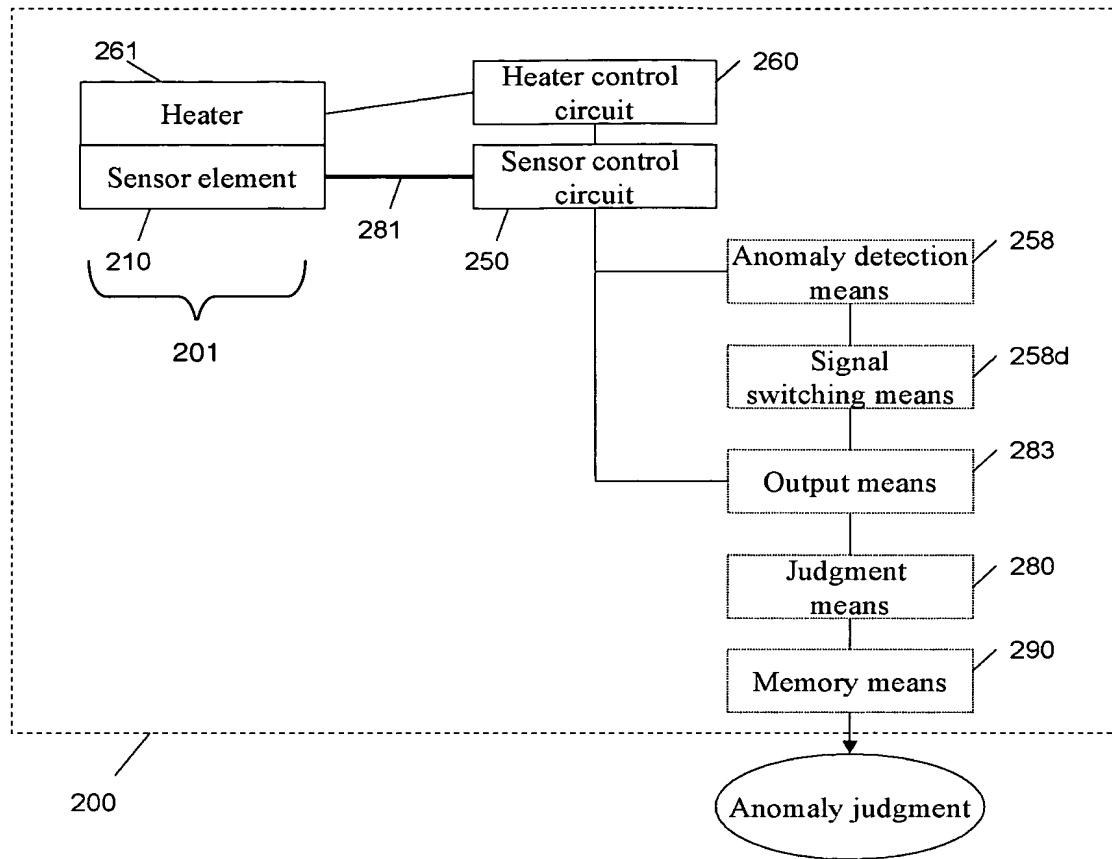 261
Heater
Heater control
circuit
260
Sensor element
Sensor control
circuit
281
210
250
201
Anomaly detection
means
258
Signal
switching means
258d
Output means
283
Judgment
means
280
Memory means
290
200
Anomaly judgment